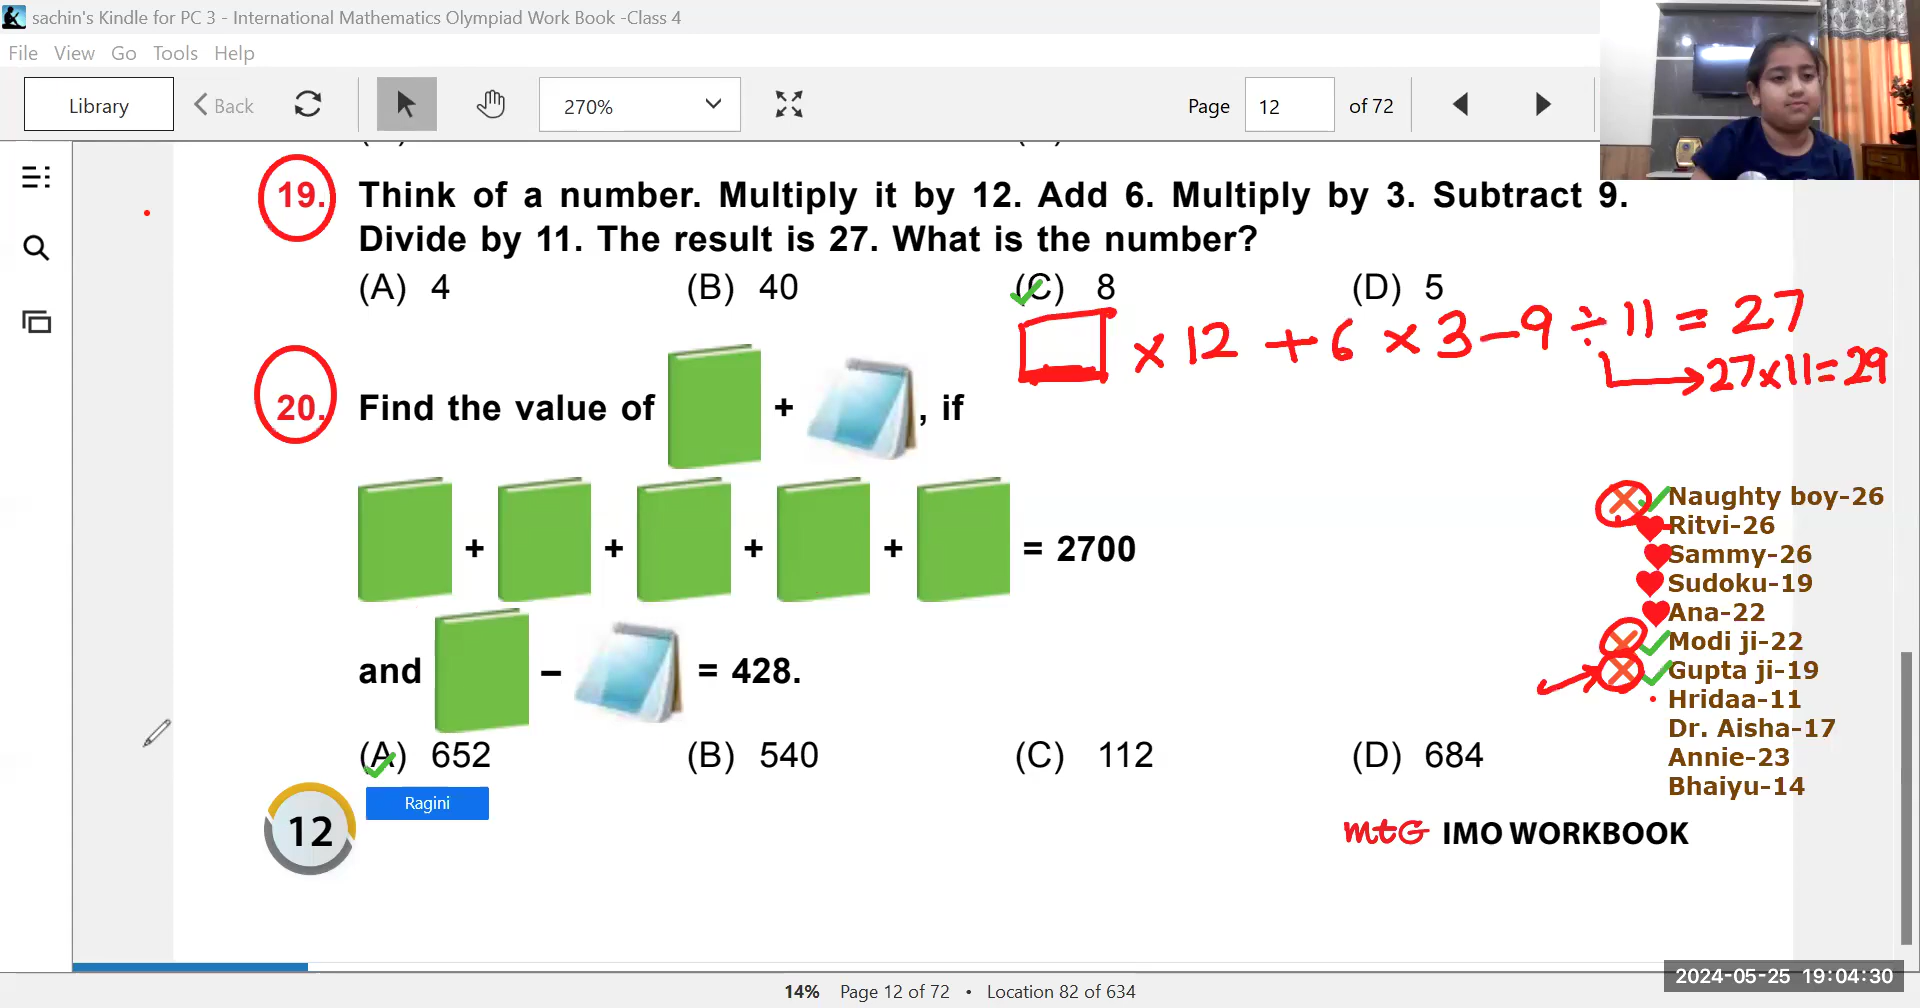 sachin's Kindle for PC 3 - International Mathematics Olympiad Work Book -Class 4
File View Go Tools Help
Library Back 270% Page 12 of 72
19. Think of a number. Multiply it by 12. Add 6. Multiply by 3. Subtract 9.
Divide by 11. The result is 27. What is the number?
(A) 4 (B) 40 (C) 8 (D) 5
× 12 + 6 × 3 - 9 ÷ 11 = 27
27×11=29
20. Find the value of + , if
+ + + + = 2700
and – = 428.
(A) 652 (B) 540 (C) 112 (D) 684
Ragini
12
mtG IMO WORKBOOK
Naughty boy-26
Ritvi-26
Sammy-26
Sudoku-19
Ana-22
Modi ji-22
Gupta ji-19
Hridaa-11
Dr. Aisha-17
Annie-23
Bhaiyu-14
2024-05-25 19:04:30
14% Page 12 of 72 • Location 82 of 634